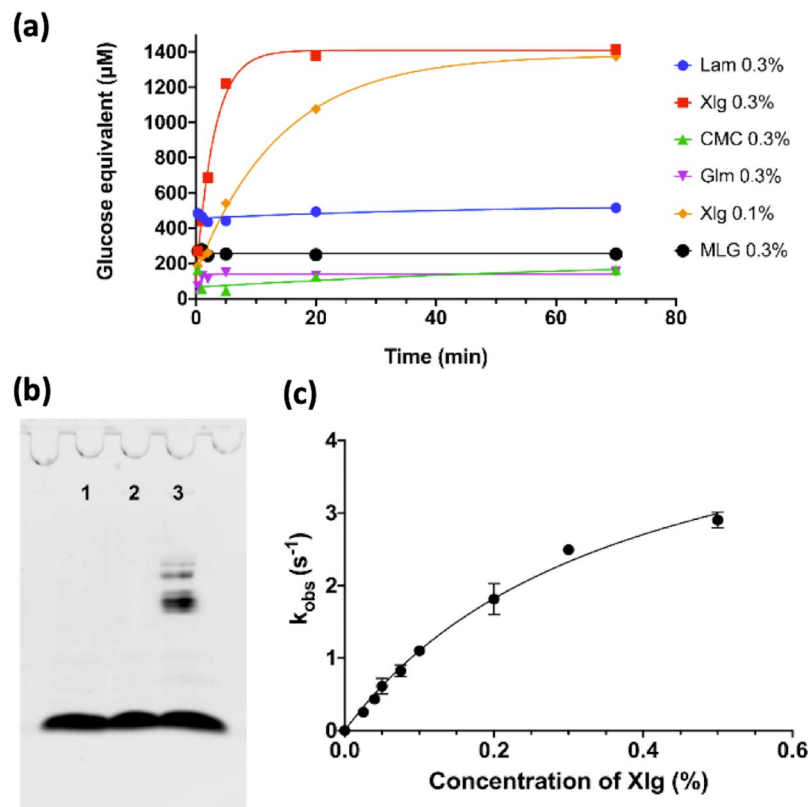 (a)
Glucose equivalent (µM)
1400
1200
1000
800
600
400
200
0
0 20 40 60 80
Time (min)
Lam 0.3%
Xlg 0.3%
CMC 0.3%
Glm 0.3%
Xlg 0.1%
MLG 0.3%
(b)
1 2 3
(c)
k_obs (s⁻¹)
4
3
2
1
0
0.0 0.2 0.4 0.6
Concentration of Xlg (%)